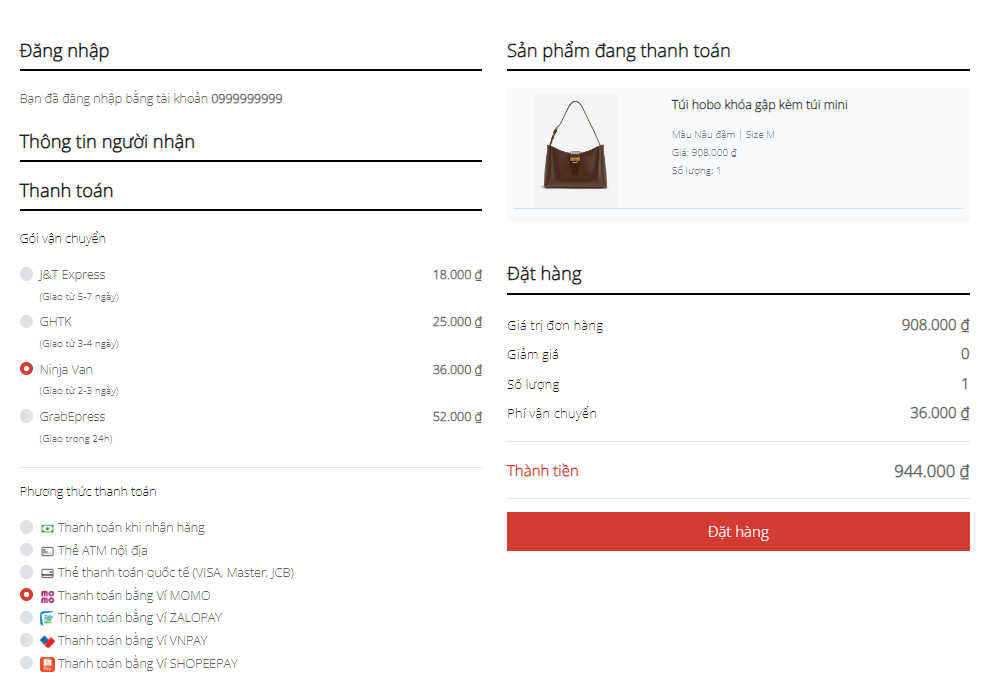 Đăng nhập
Bạn đã đăng nhập bằng tài khoản 0999999999
Thông tin người nhận
Thanh toán
Gói vận chuyển
J&T Express 18.000 ₫
(Giao từ 5-7 ngày)
GHTK 25.000 ₫
(Giao từ 3-4 ngày)
Ninja Van 36.000 ₫
(Giao từ 2-3 ngày)
GrabEpress 52.000 ₫
(Giao trong 24h)
Phương thức thanh toán
Thanh toán khi nhận hàng
Thẻ ATM nội địa
Thẻ thanh toán quốc tế (VISA, Master, JCB)
mo mo Thanh toán bằng Ví MOMO
Thanh toán bằng Ví ZALOPAY
Thanh toán bằng Ví VNPAY
Thanh toán bằng Ví SHOPEEPAY
Sản phẩm đang thanh toán
Túi hobo khóa gập kèm túi mini
Màu Nâu đậm | Size M
Giá: 908.000 ₫
Số lượng: 1
Đặt hàng
Giá trị đơn hàng 908.000 ₫
Giảm giá 0
Số lượng 1
Phí vận chuyển 36.000 ₫
Thành tiền 944.000 ₫
Đặt hàng